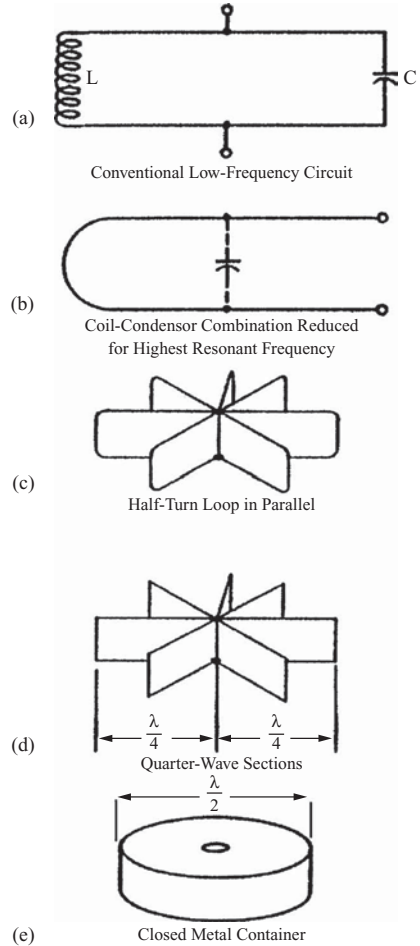 L
C
(a)
Conventional Low-Frequency Circuit
(b)
Coil-Condensor Combination Reduced
for Highest Resonant Frequency
(c)
Half-Turn Loop in Parallel
λ/4 λ/4
(d)
Quarter-Wave Sections
λ/2
(e)
Closed Metal Container